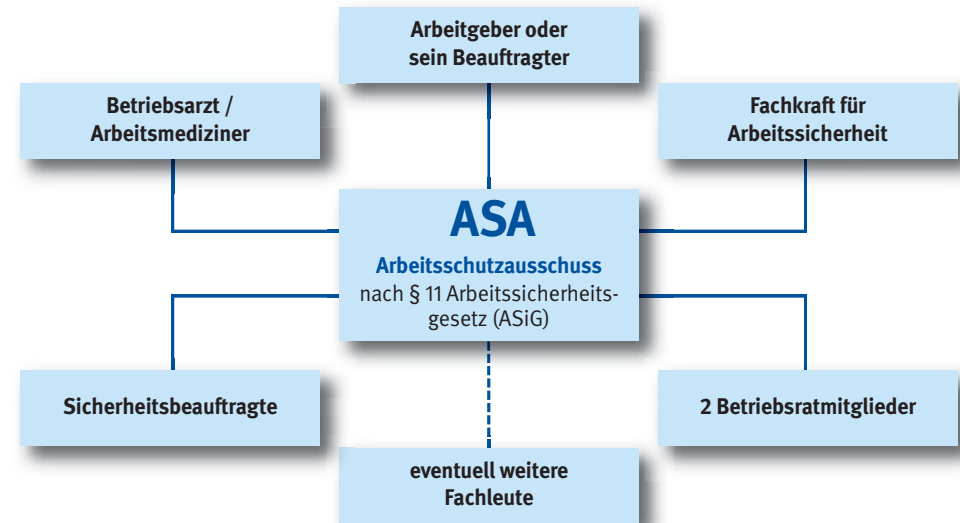 Arbeitgeber oder
sein Beauftragter
Betriebsarzt /
Arbeitsmediziner
Fachkraft für
Arbeitssicherheit
ASA
Arbeitsschutzausschuss
nach § 11 Arbeitssicherheits-
gesetz (ASiG)
Sicherheitsbeauftragte
2 Betriebsratmitglieder
eventuell weitere
Fachleute